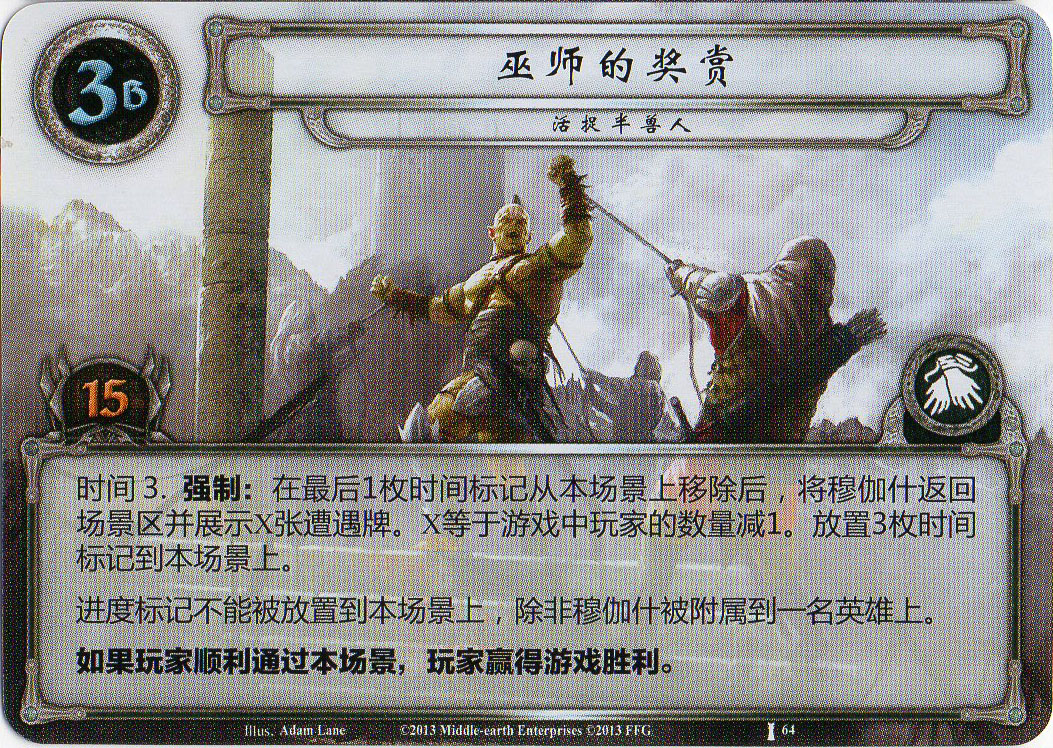 3B
巫师的奖赏
活捉半兽人
15
时间 3. 强制：在最后1枚时间标记从本场景上移除后，将穆伽什返回
场景区并展示X张遭遇牌。X等于游戏中玩家的数量减1。放置3枚时间
标记到本场景上。
进度标记不能被放置到本场景上，除非穆伽什被附属到一名英雄上。
如果玩家顺利通过本场景，玩家赢得游戏胜利。
Illus. Adam Lane ©2013 Middle-earth Enterprises ©2013 FFG 64